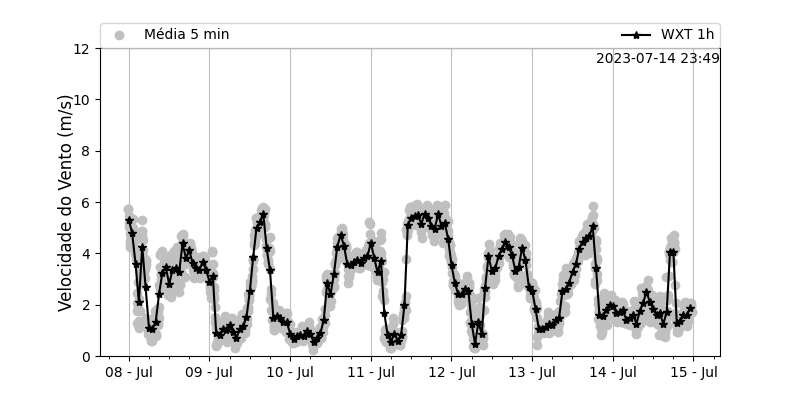 Média 5 min
WXT 1h
2023-07-14 23:49
Velocidade do Vento (m/s)
12
10
8
6
4
2
0
08 - Jul 09 - Jul 10 - Jul 11 - Jul 12 - Jul 13 - Jul 14 - Jul 15 - Jul